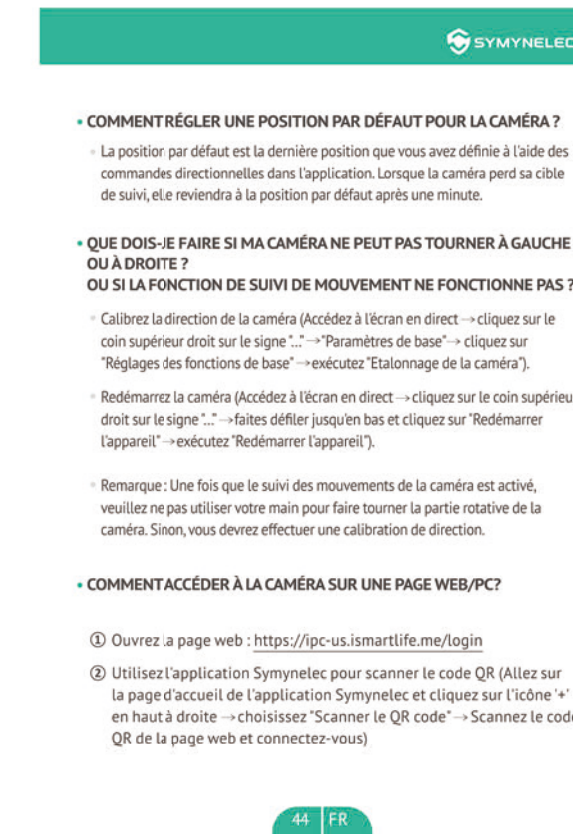 SYMYNELEC
• COMMENT RÉGLER UNE POSITION PAR DÉFAUT POUR LA CAMÉRA ?
La position par défaut est la dernière position que vous avez définie à l'aide des
commandes directionnelles dans l'application. Lorsque la caméra perd sa cible
de suivi, elle reviendra à la position par défaut après une minute.
• QUE DOIS-JE FAIRE SI MA CAMÉRA NE PEUT PAS TOURNER À GAUCHE
OU À DROITE ?
OU SI LA FONCTION DE SUIVI DE MOUVEMENT NE FONCTIONNE PAS ?
Calibrez la direction de la caméra (Accédez à l'écran en direct → cliquez sur le
coin supérieur droit sur le signe "..." → "Paramètres de base" → cliquez sur
"Réglages des fonctions de base" → exécutez "Etalonnage de la caméra").
Redémarrez la caméra (Accédez à l'écran en direct → cliquez sur le coin supérieu
droit sur le signe "..." → faites défiler jusqu'en bas et cliquez sur "Redémarrer
l'appareil" → exécutez "Redémarrer l'appareil").
Remarque : Une fois que le suivi des mouvements de la caméra est activé,
veuillez ne pas utiliser votre main pour faire tourner la partie rotative de la
caméra. Sinon, vous devrez effectuer une calibration de direction.
• COMMENT ACCÉDER À LA CAMÉRA SUR UNE PAGE WEB/PC?
① Ouvrez la page web : https://ipc-us.ismartlife.me/login
② Utilisez l'application Symynelec pour scanner le code QR (Allez sur
la page d'accueil de l'application Symynelec et cliquez sur l'icône '+'
en haut à droite → choisissez "Scanner le QR code" → Scannez le code
QR de la page web et connectez-vous)
44 FR